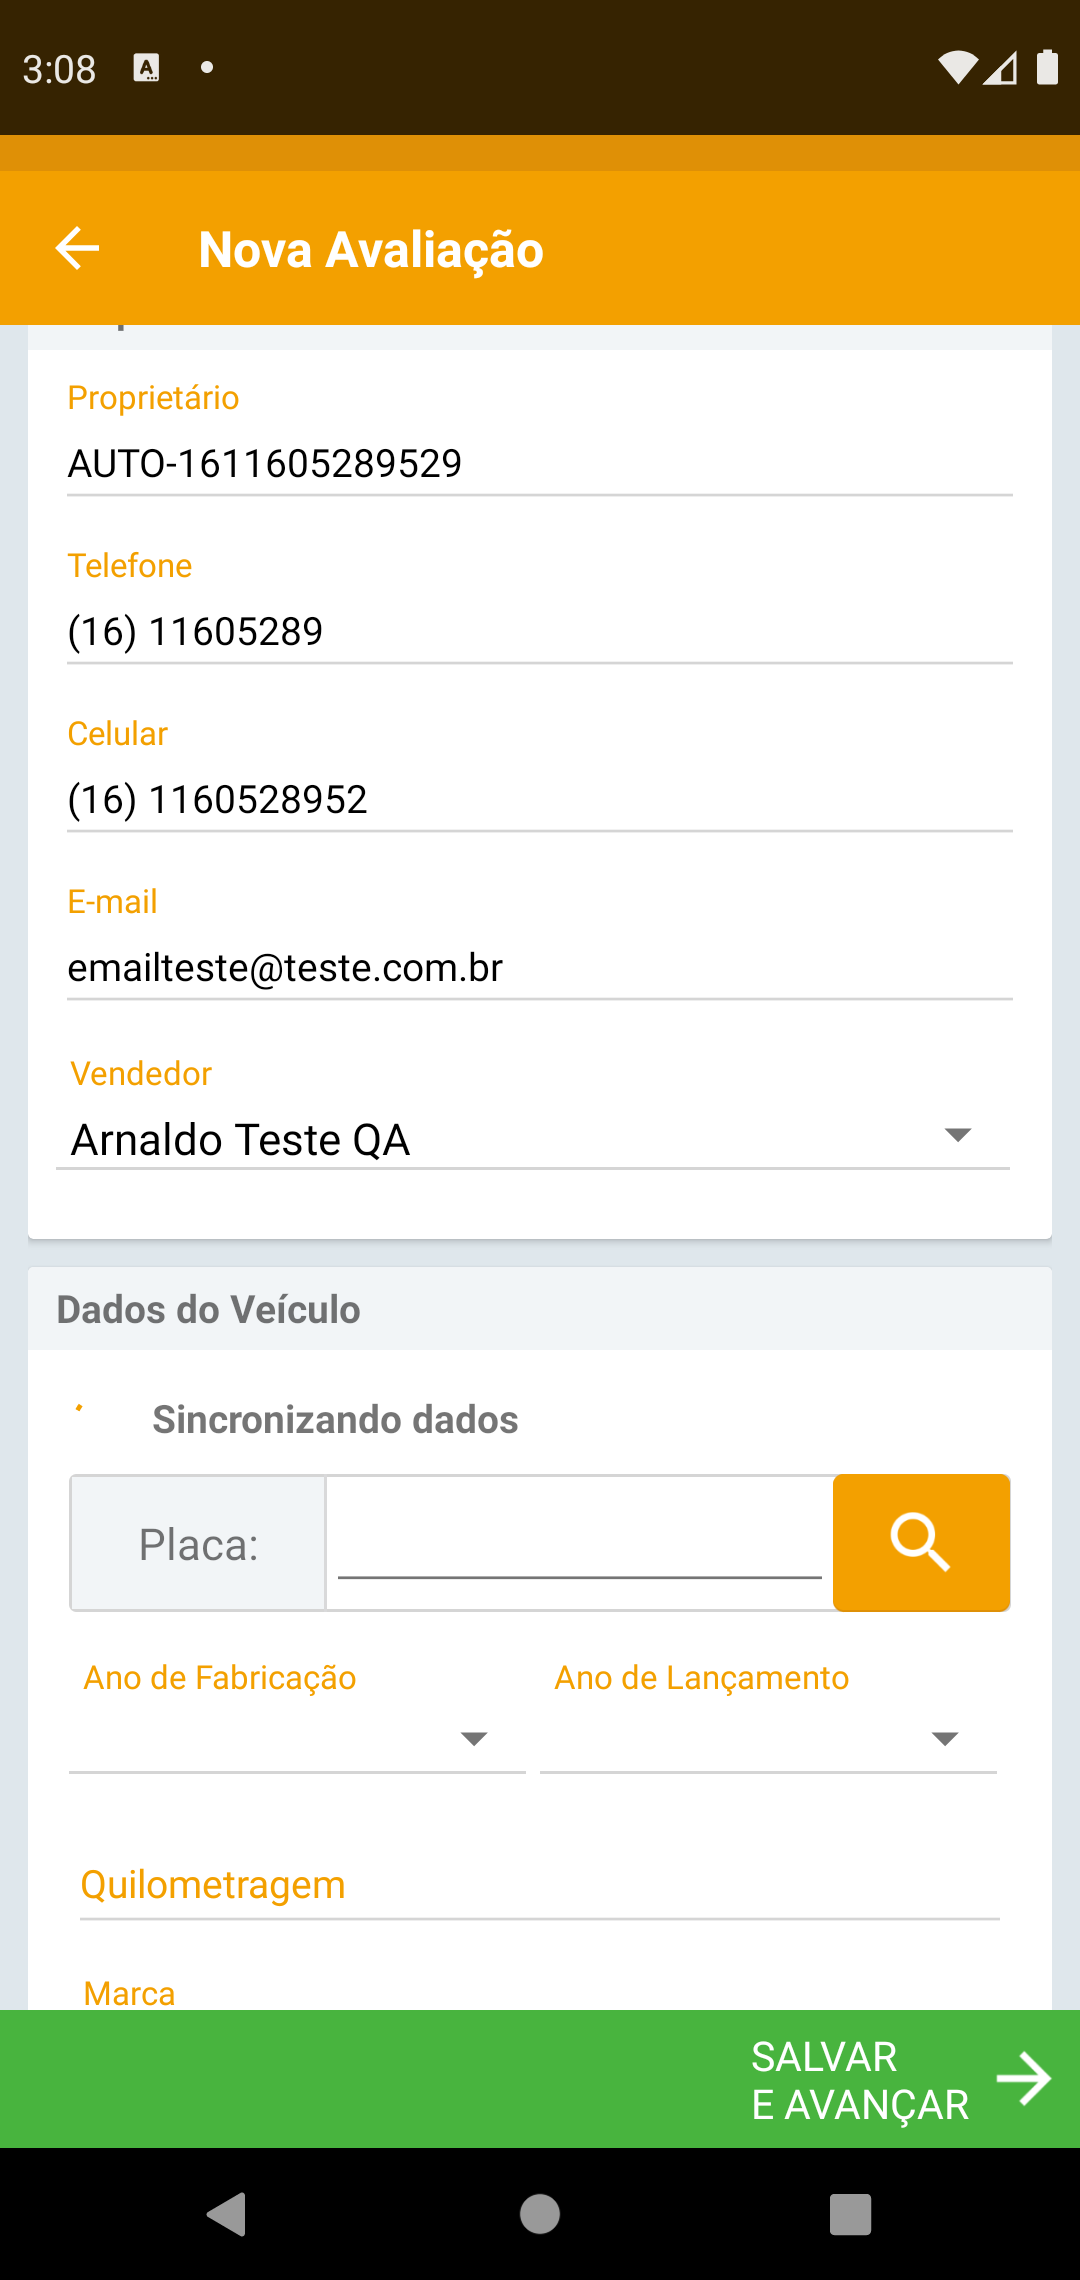 3:08
Nova Avaliação
Proprietário
AUTO-1611605289529
Telefone
(16) 11605289
Celular
(16) 1160528952
E-mail
emailteste@teste.com.br
Vendedor
Arnaldo Teste QA
Dados do Veículo
Sincronizando dados
Placa:
Ano de Fabricação
Ano de Lançamento
Quilometragem
Marca
SALVAR
E AVANÇAR